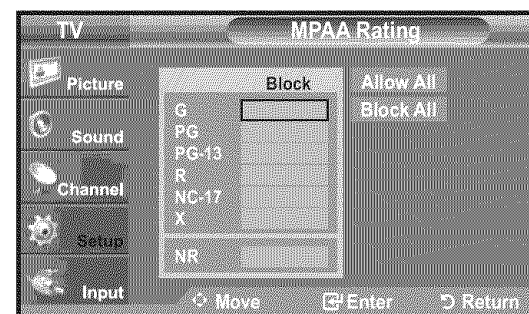 TV
MPAA Rating
Picture
Sound
Channel
Setup
Input
Block
G
PG
PG-13
R
NC-17
X
NR
Allow All
Block All
Move
Enter
Return